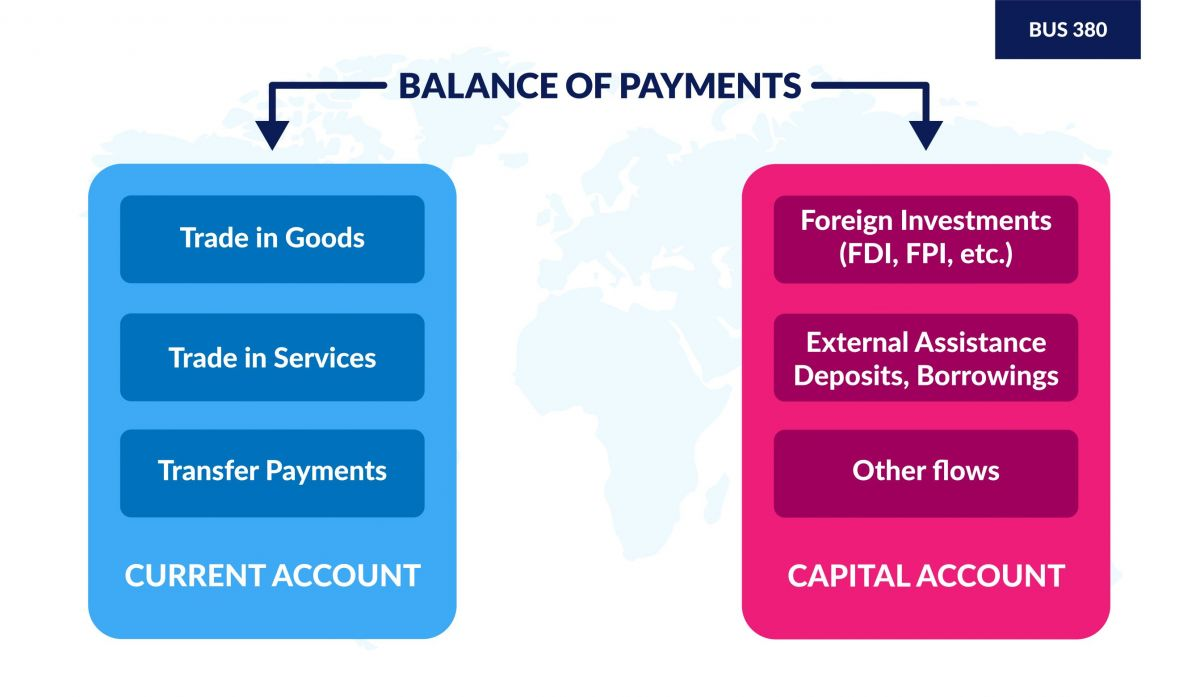 BUS 380
BALANCE OF PAYMENTS
Trade in Goods
Trade in Services
Transfer Payments
CURRENT ACCOUNT
Foreign Investments
(FDI, FPI, etc.)
External Assistance
Deposits, Borrowings
Other flows
CAPITAL ACCOUNT